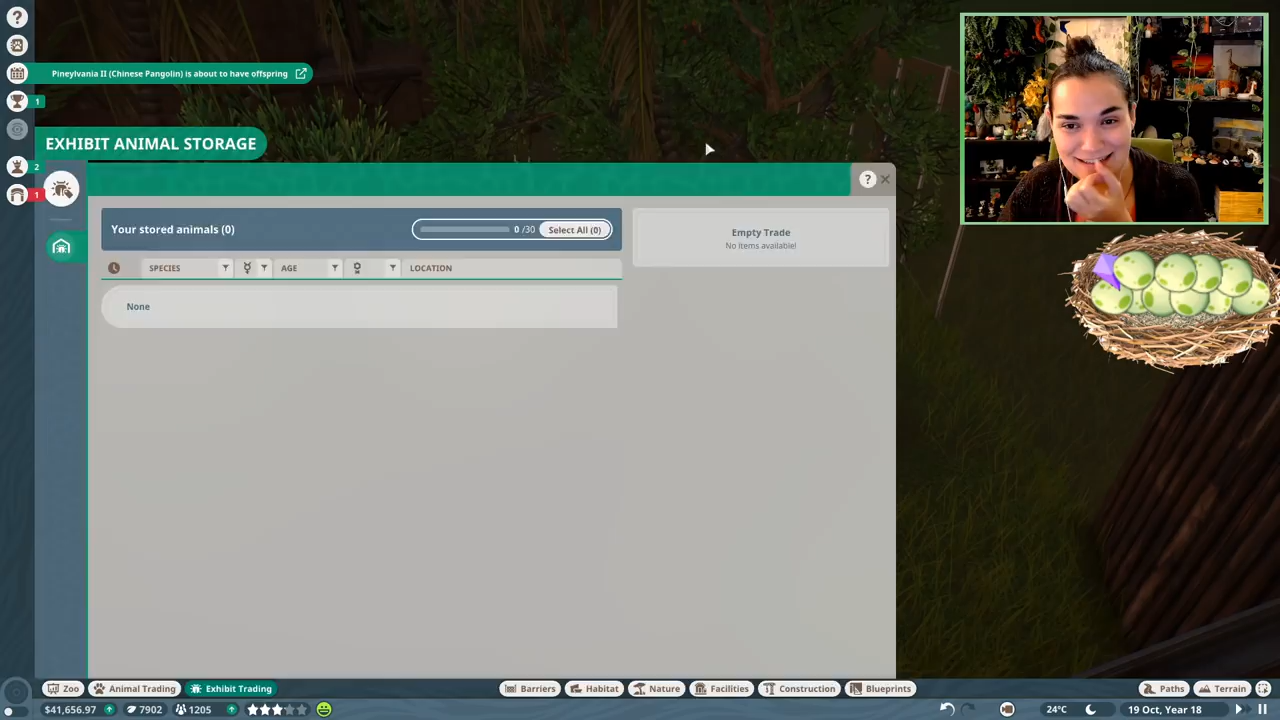 Pineylvania II (Chinese Pangolin) is about to have offspring
1
EXHIBIT ANIMAL STORAGE
2
1
?
Your stored animals (0)
0 /30
Select All (0)
Empty Trade
No items available!
SPECIES
AGE
LOCATION
None
Zoo
Animal Trading
Exhibit Trading
Barriers
Habitat
Nature
Facilities
Construction
Blueprints
Paths
Terrain
$41,656.97
7902
1205
24°C
19 Oct, Year 18